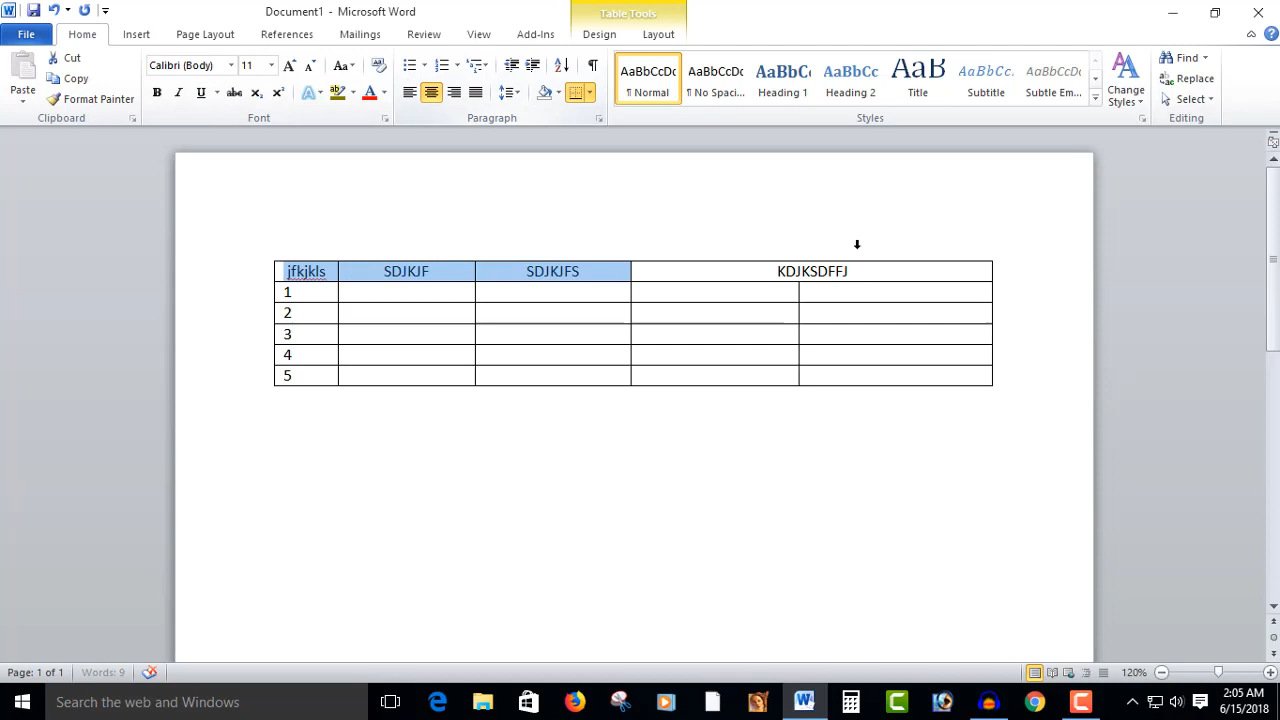 Document1 - Microsoft Word
Table Tools
File Home Insert Page Layout References Mailings Review View Add-Ins Design Layout
Paste
Cut
Copy
Format Painter
Clipboard
Calibri (Body) 11
Font
Paragraph
AaBbCcDc AaBbCcDc AaBbC AaBbCc AaB AaBbCc. AaBbCcDc
¶ Normal ¶ No Spaci... Heading 1 Heading 2 Title Subtitle Subtle Em...
Change Styles
Styles
Find
Replace
Select
Editing
jfkjkls SDJKJF SDJKJFS KDJKSDFFJ
1
2
3
4
5
Page: 1 of 1 Words: 9 120%
Search the web and Windows
2:05 AM
6/15/2018